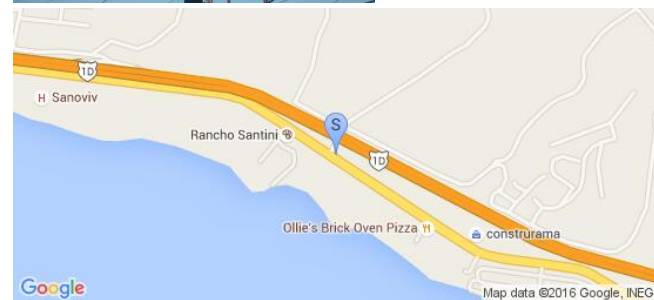 1D
H Sanoviv
S
Rancho Santini
1D
Ollie's Brick Oven Pizza
construrama
Google
Map data ©2016 Google, INEG